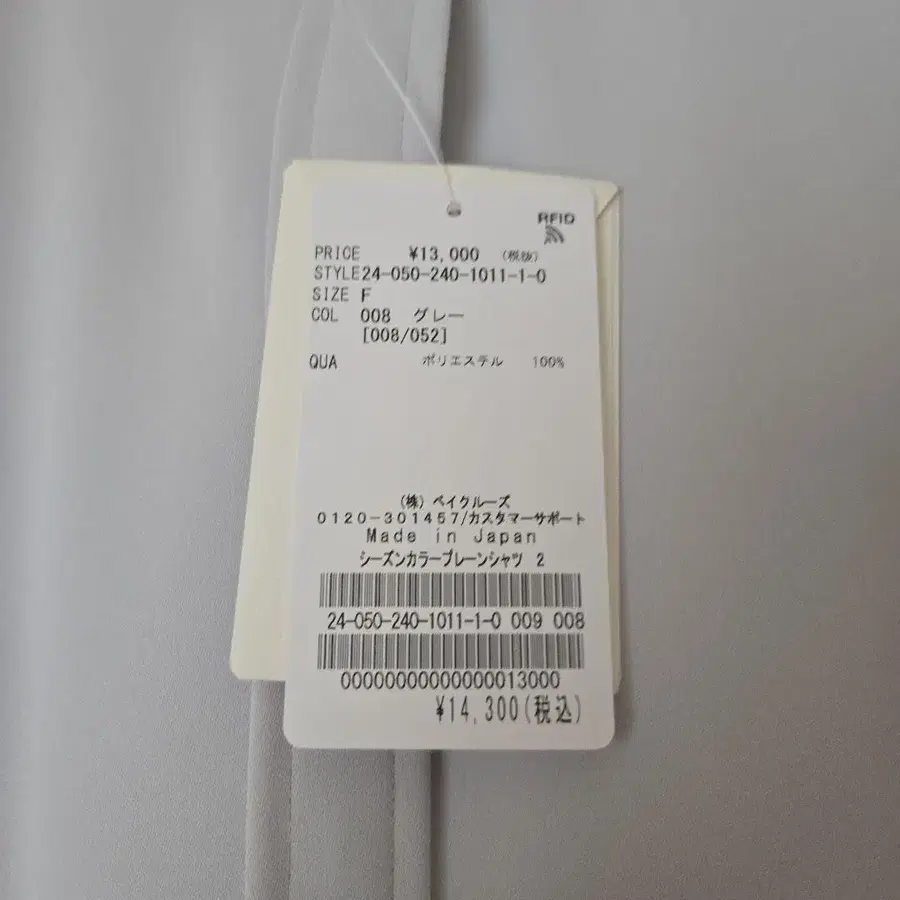 RFID
PRICE ¥13,000 (税抜)
STYLE24-050-240-1011-1-0
SIZE F
COL 008 グレー
[008/052]
QUA ポリエステル 100%
(株) ベイクルーズ
0120-301457/カスタマーサポート
Made in Japan
シーズンカラープレーンシャツ 2
24-050-240-1011-1-0 009 008
00000000000000013000
¥14,300(税込)